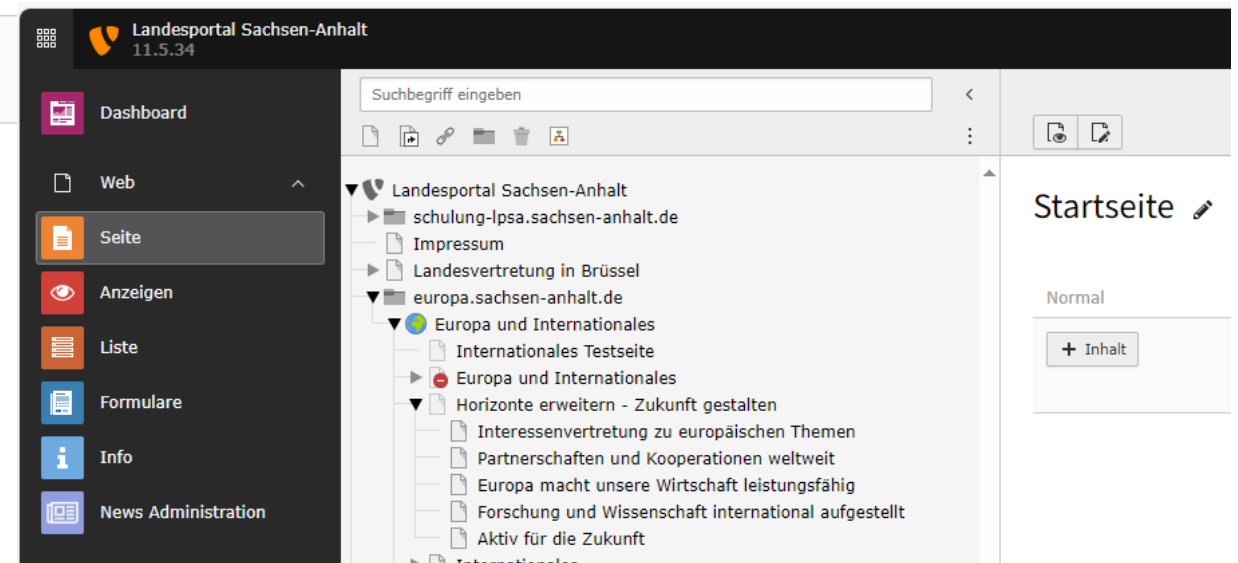 Landesportal Sachsen-Anhalt
11.5.34
Dashboard
Web
Seite
Anzeigen
Liste
Formulare
Info
News Administration
Suchbegriff eingeben
Landesportal Sachsen-Anhalt
schulung-lpsa.sachsen-anhalt.de
Impressum
Landesvertretung in Brüssel
europa.sachsen-anhalt.de
Europa und Internationales
Internationales Testseite
Europa und Internationales
Horizonte erweitern - Zukunft gestalten
Interessenvertretung zu europäischen Themen
Partnerschaften und Kooperationen weltweit
Europa macht unsere Wirtschaft leistungsfähig
Forschung und Wissenschaft international aufgestellt
Aktiv für die Zukunft
Internationales
Startseite
Normal
+ Inhalt